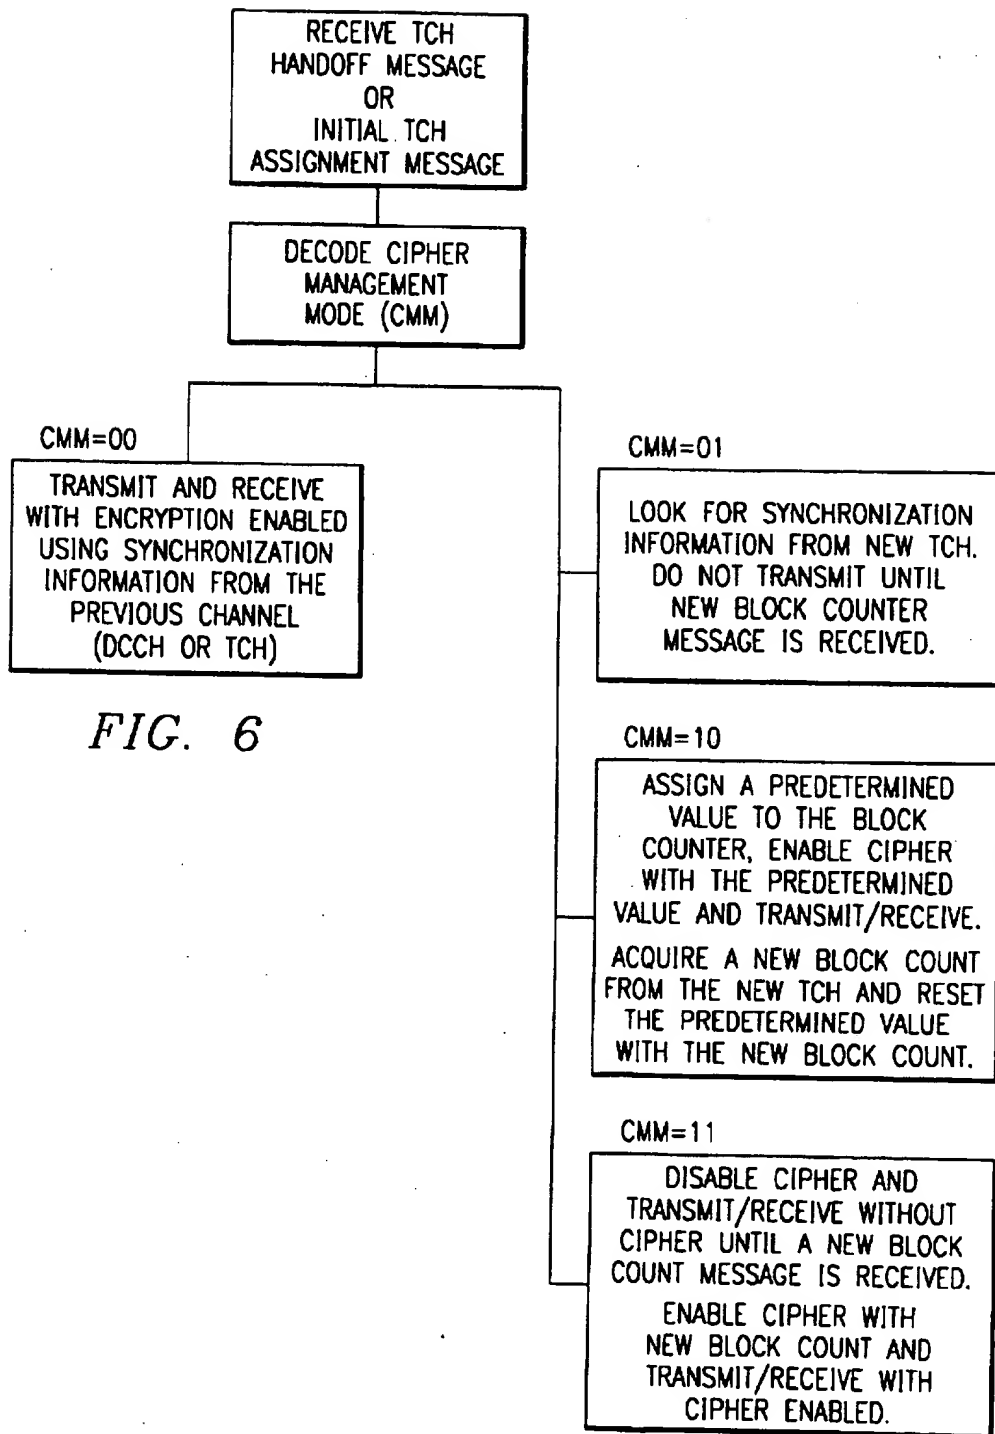 RECEIVE TCH
HANDOFF MESSAGE
OR
INITIAL TCH
ASSIGNMENT MESSAGE
DECODE CIPHER
MANAGEMENT
MODE (CMM)
CMM=00
TRANSMIT AND RECEIVE
WITH ENCRYPTION ENABLED
USING SYNCHRONIZATION
INFORMATION FROM THE
PREVIOUS CHANNEL
(DCCH OR TCH)
FIG. 6
CMM=01
LOOK FOR SYNCHRONIZATION
INFORMATION FROM NEW TCH.
DO NOT TRANSMIT UNTIL
NEW BLOCK COUNTER
MESSAGE IS RECEIVED.
CMM=10
ASSIGN A PREDETERMINED
VALUE TO THE BLOCK
COUNTER, ENABLE CIPHER
WITH THE PREDETERMINED
VALUE AND TRANSMIT/RECEIVE.
ACQUIRE A NEW BLOCK COUNT
FROM THE NEW TCH AND RESET
THE PREDETERMINED VALUE
WITH THE NEW BLOCK COUNT.
CMM=11
DISABLE CIPHER AND
TRANSMIT/RECEIVE WITHOUT
CIPHER UNTIL A NEW BLOCK
COUNT MESSAGE IS RECEIVED.
ENABLE CIPHER WITH
NEW BLOCK COUNT AND
TRANSMIT/RECEIVE WITH
CIPHER ENABLED.